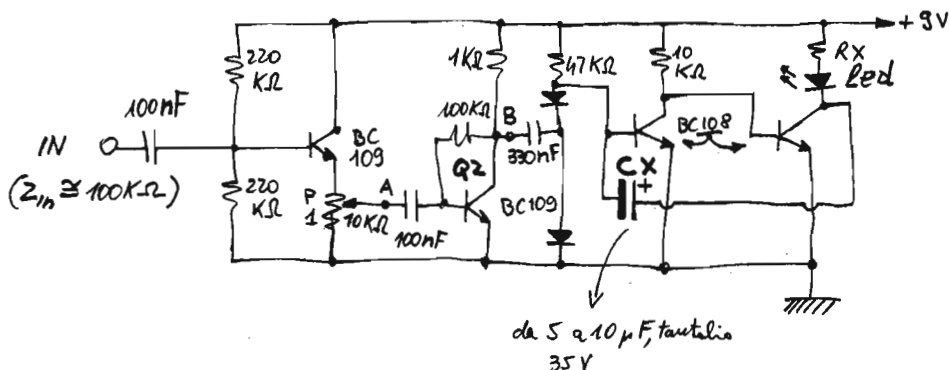 + 9V
220
KΩ
1KΩ
47KΩ
10
KΩ
RX
Led
100nF
IN
(Zin ≅ 100KΩ)
BC
109
100KΩ
B
330nF
BC108
CX
+
220
KΩ
P
1
10KΩ
A
100nF
Q2
BC109
da 5 a 10 µF, tantalio
35V